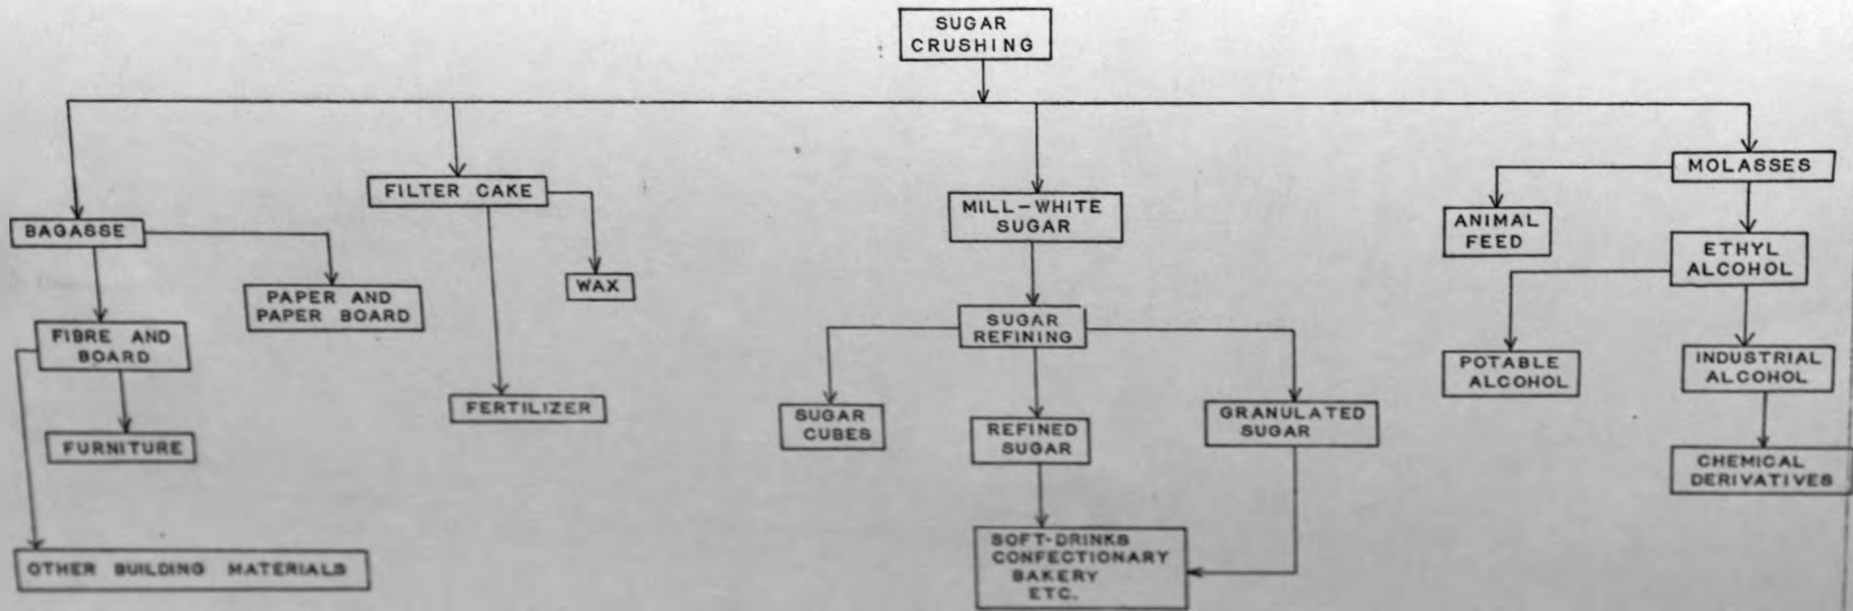 SUGAR
CRUSHING
MOLASSES
FILTER CAKE
MILL-WHITE
SUGAR
ANIMAL
FEED
BAGASSE
ETHYL
ALCOHOL
WAX
PAPER AND
PAPER BOARD
SUGAR
REFINING
FIBRE AND
BOARD
POTABLE
ALCOHOL
INDUSTRIAL
ALCOHOL
FERTILIZER
SUGAR
CUBES
REFINED
SUGAR
GRANULATED
SUGAR
FURNITURE
CHEMICAL
DERIVATIVES
SOFT-DRINKS
CONFECTIONARY
BAKERY
ETC.
OTHER BUILDING MATERIALS